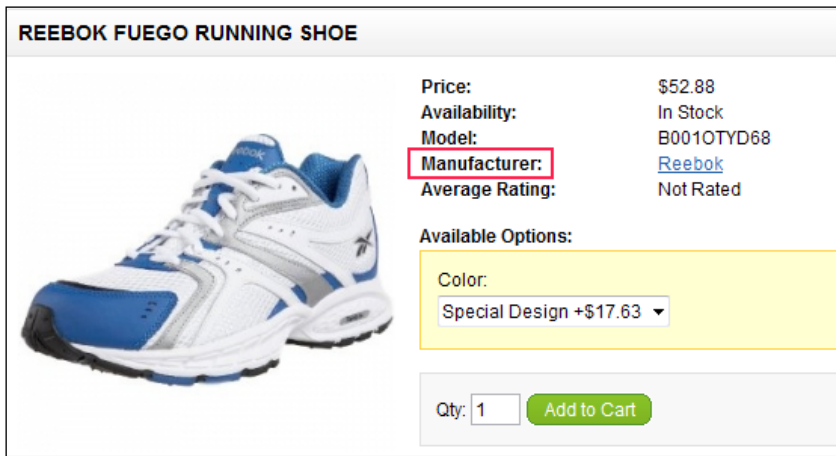 REEBOK FUEGO RUNNING SHOE
Price: $52.88
Availability: In Stock
Model: B001OTYD68
Manufacturer: Reebok
Average Rating: Not Rated
Available Options:
Color:
Special Design +$17.63
Qty: 1 Add to Cart
Reebok